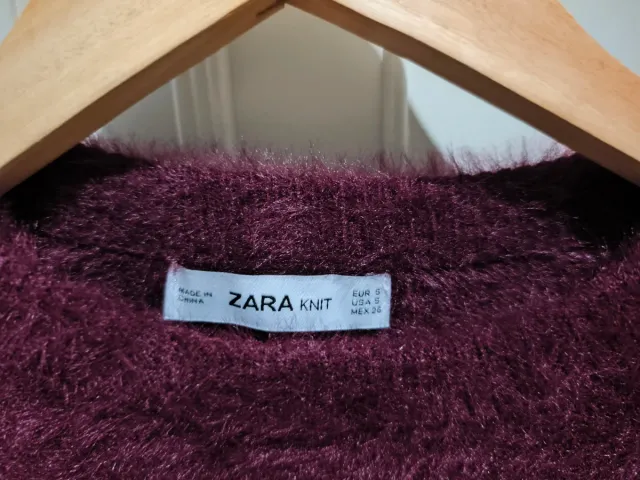 MADE IN
CHINA
ZARA KNIT
EUR S
USA S
MEX 26